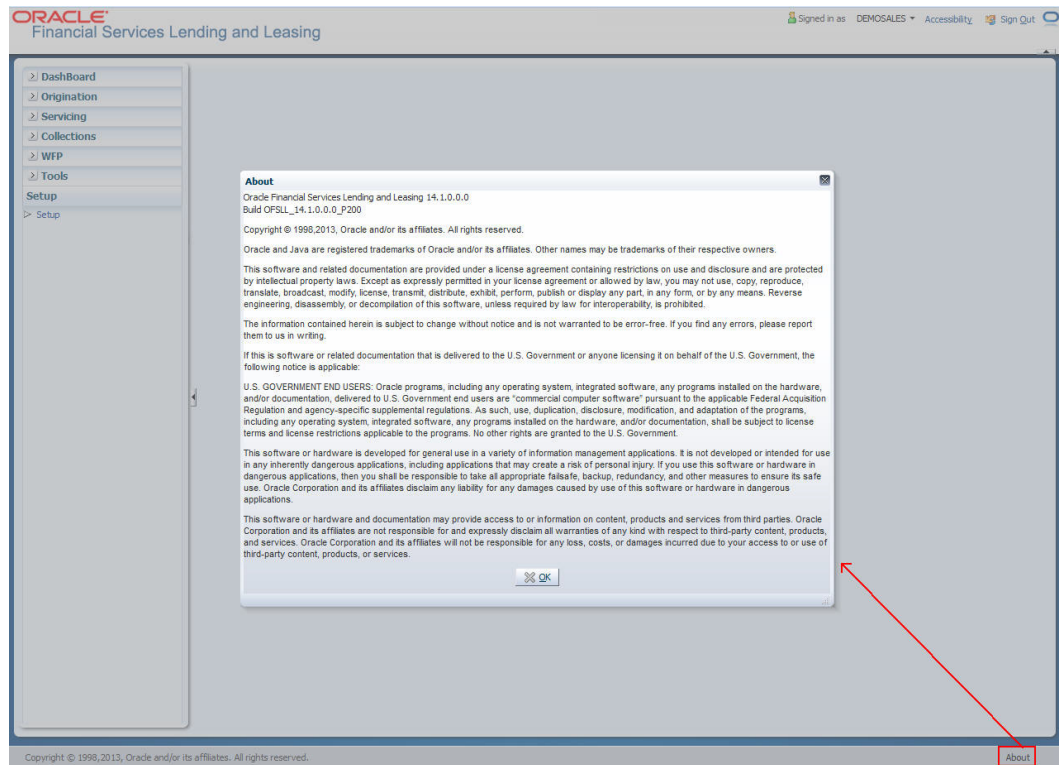 ORACLE
Financial Services Lending and Leasing
Signed in as DEMOSALES Accessibility Sign Out
DashBoard
Origination
Servicing
Collections
WFP
Tools
Setup
Setup
About
Oracle Financial Services Lending and Leasing 14.1.0.0.0
Build OFSLL_14.1.0.0.0_P200
Copyright © 1998,2013, Oracle and/or its affiliates. All rights reserved.
Oracle and Java are registered trademarks of Oracle and/or its affiliates. Other names may be trademarks of their respective owners.
This software and related documentation are provided under a license agreement containing restrictions on use and disclosure and are protected
by intellectual property laws. Except as expressly permitted in your license agreement or allowed by law, you may not use, copy, reproduce,
translate, broadcast, modify, license, transmit, distribute, exhibit, perform, publish or display any part, in any form, or by any means. Reverse
engineering, disassembly, or decompilation of this software, unless required by law for interoperability, is prohibited.
The information contained herein is subject to change without notice and is not warranted to be error-free. If you find any errors, please report
them to us in writing.
If this is software or related documentation that is delivered to the U.S. Government or anyone licensing it on behalf of the U.S. Government, the
following notice is applicable:
U.S. GOVERNMENT END USERS: Oracle programs, including any operating system, integrated software, any programs installed on the hardware,
and/or documentation, delivered to U.S. Government end users are "commercial computer software" pursuant to the applicable Federal Acquisition
Regulation and agency-specific supplemental regulations. As such, use, duplication, disclosure, modification, and adaptation of the programs,
including any operating system, integrated software, any programs installed on the hardware, and/or documentation, shall be subject to license
terms and license restrictions applicable to the programs. No other rights are granted to the U.S. Government.
This software or hardware is developed for general use in a variety of information management applications. It is not developed or intended for use
in any inherently dangerous applications, including applications that may create a risk of personal injury. If you use this software or hardware in
dangerous applications, then you shall be responsible to take all appropriate failsafe, backup, redundancy, and other measures to ensure its safe
use. Oracle Corporation and its affiliates disclaim any liability for any damages caused by use of this software or hardware in dangerous
applications.
This software or hardware and documentation may provide access to or information on content, products and services from third parties. Oracle
Corporation and its affiliates are not responsible for and expressly disclaim all warranties of any kind with respect to third-party content, products,
and services. Oracle Corporation and its affiliates will not be responsible for any loss, costs, or damages incurred due to your access to or use of
third-party content, products, or services.
OK
Copyright © 1998,2013, Oracle and/or its affiliates. All rights reserved.
About